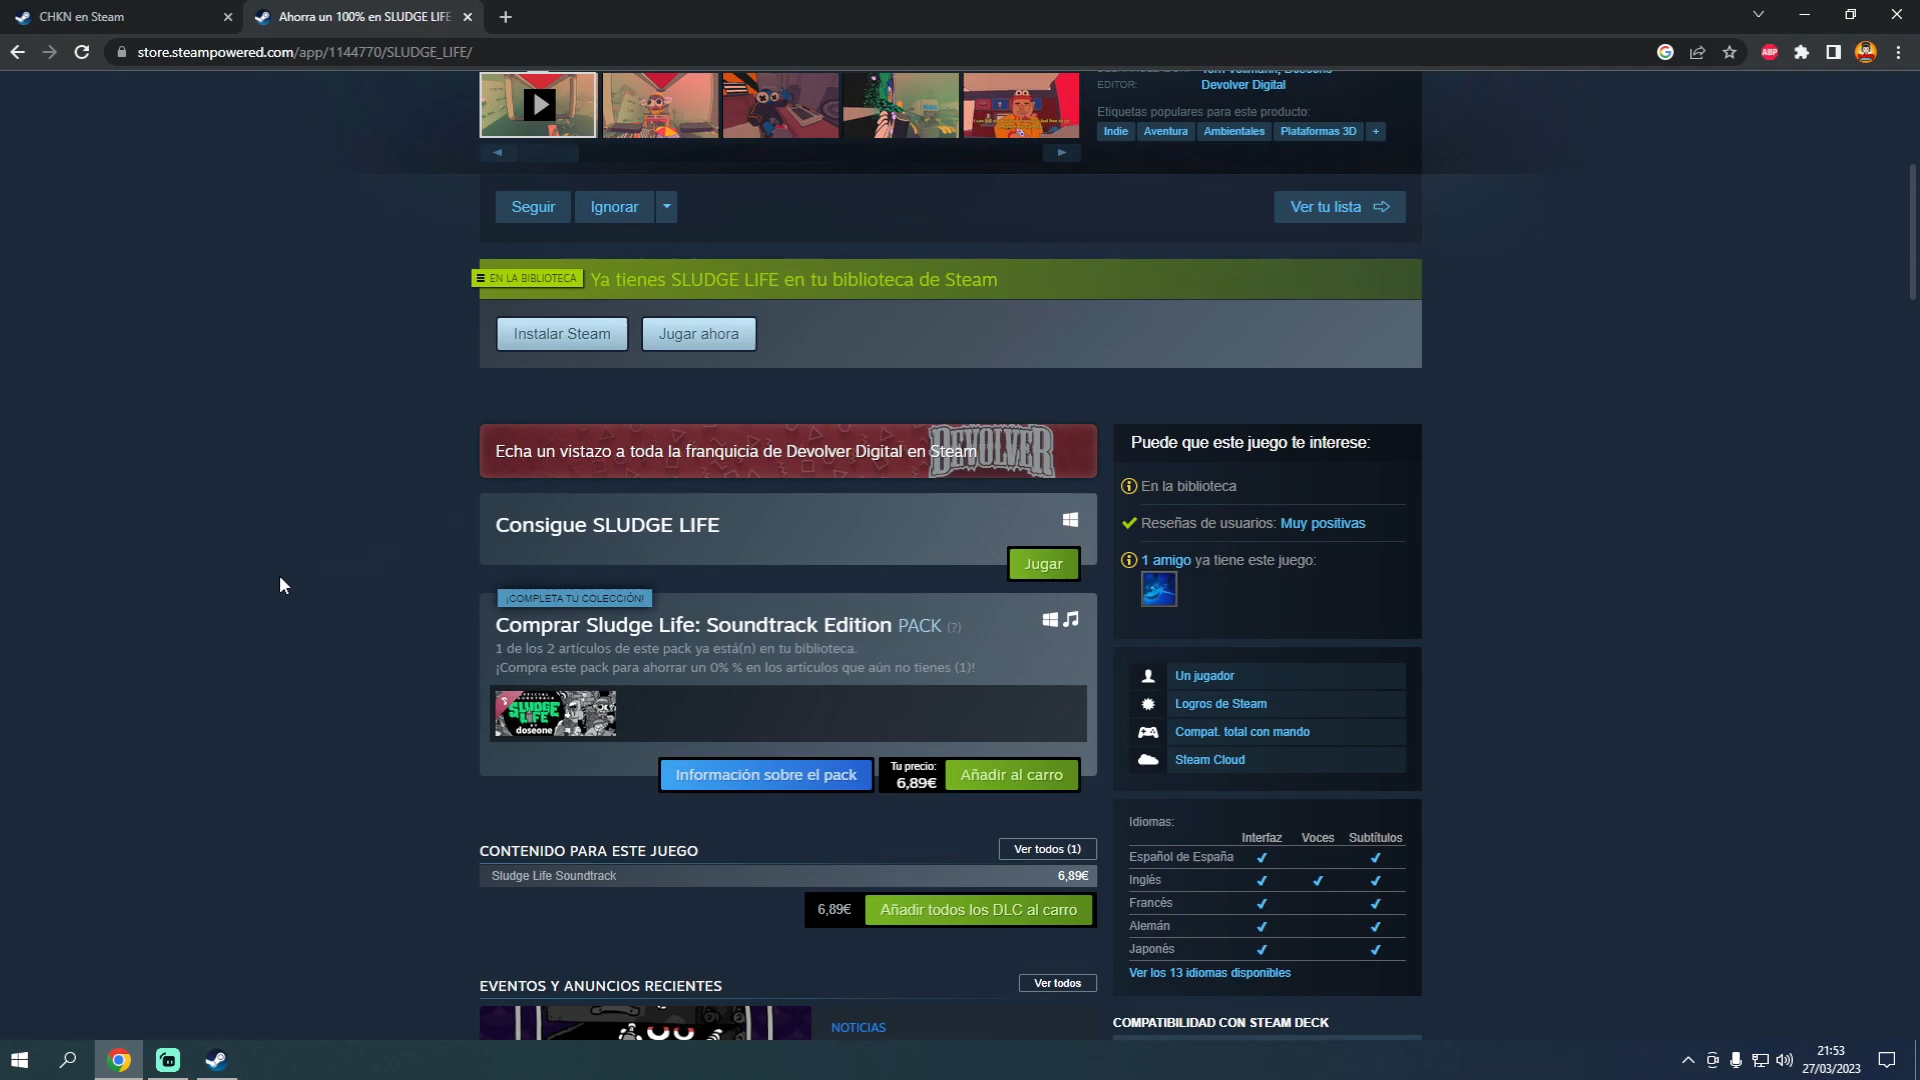 CHKN en Steam
Ahorra un 100% en SLUDGE LIFE
store.steampowered.com/app/1144770/SLUDGE_LIFE/
ABP
EDITOR:
Devolver Digital
Etiquetas populares para este producto:
Indie
Aventura
Ambientales
Plataformas 3D
+
Seguir
Ignorar
Ver tu lista
EN LA BIBLIOTECA
Ya tienes SLUDGE LIFE en tu biblioteca de Steam
Instalar Steam
Jugar ahora
Echa un vistazo a toda la franquicia de Devolver Digital en Steam
DEVOLVER
Puede que este juego te interese:
En la biblioteca
Reseñas de usuarios: Muy positivas
1 amigo ya tiene este juego:
Consigue SLUDGE LIFE
Jugar
¡COMPLETA TU COLECCIÓN!
Comprar Sludge Life: Soundtrack Edition PACK (?)
1 de los 2 artículos de este pack ya está(n) en tu biblioteca.
¡Compra este pack para ahorrar un 0% % en los artículos que aún no tienes (1)!
SLUDGE
LIFE
doseone
Información sobre el pack
Tu precio:
6,89€
Añadir al carro
Un jugador
Logros de Steam
Compat. total con mando
Steam Cloud
Idiomas:
Interfaz Voces Subtítulos
Español de España
Inglés
Francés
Alemán
Japonés
Ver los 13 idiomas disponibles
CONTENIDO PARA ESTE JUEGO
Ver todos (1)
Sludge Life Soundtrack
6,89€
6,89€
Añadir todos los DLC al carro
EVENTOS Y ANUNCIOS RECIENTES
Ver todos
NOTICIAS
COMPATIBILIDAD CON STEAM DECK
21:53
27/03/2023